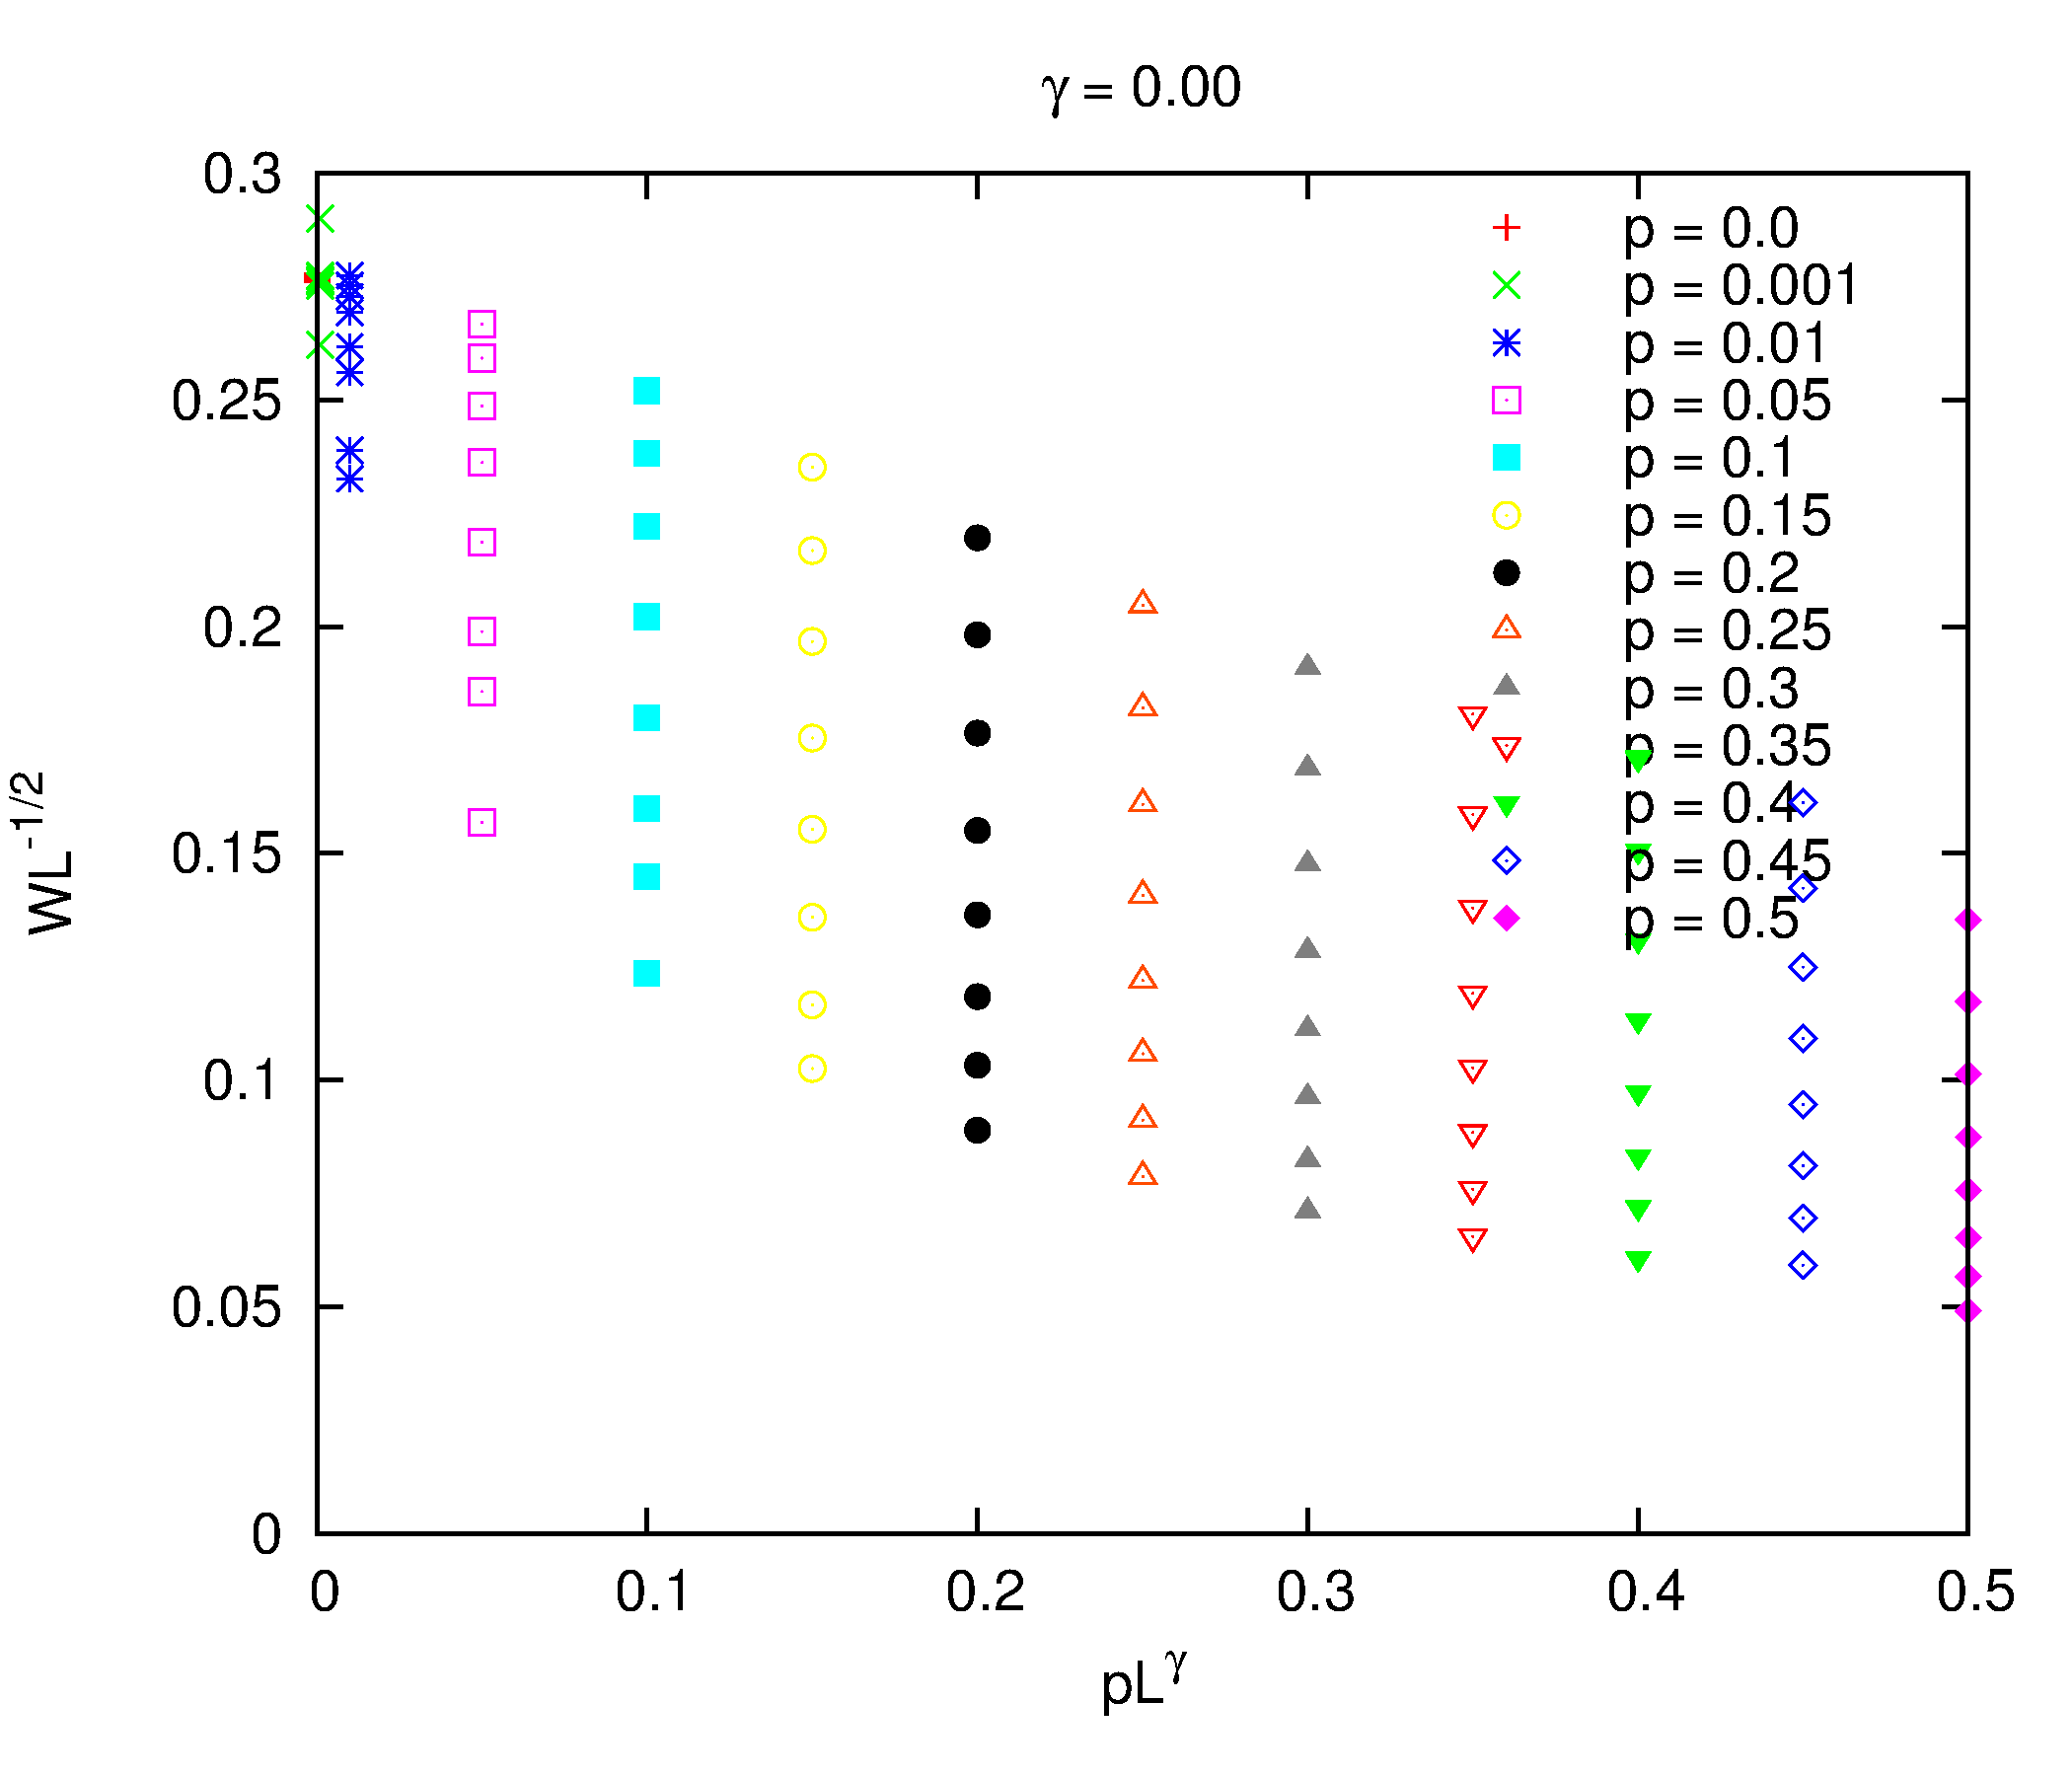 γ = 0.00
0.3
0.25
0.2
0.15
0.1
0.05
0
WL^-1/2
p = 0.0
p = 0.001
p = 0.01
p = 0.05
p = 0.1
p = 0.15
p = 0.2
p = 0.25
p = 0.3
p = 0.35
p = 0.4
p = 0.45
p = 0.5
0 0.1 0.2 0.3 0.4 0.5
pL^γ